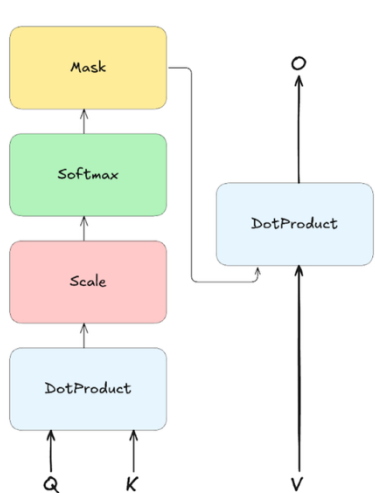 Mask
O
Softmax
DotProduct
Scale
DotProduct
Q
K
V